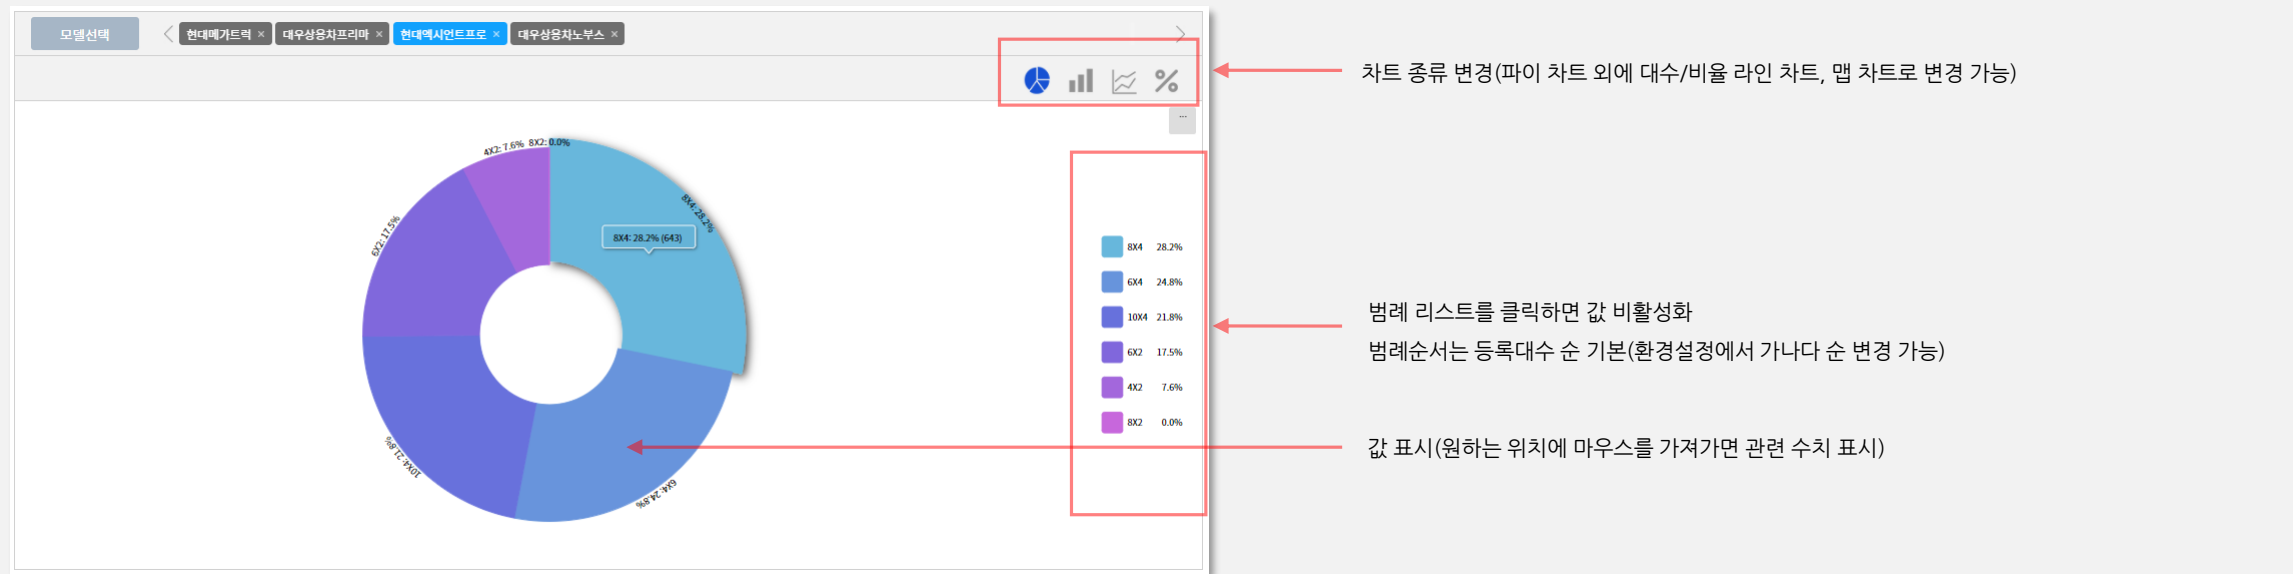 모델선택
현대메가트럭 ×
대우상용차프리마 ×
현대엑시언트프로 ×
대우상용차노부스 ×
차트 종류 변경(파이 차트 외에 대수/비율 라인 차트, 맵 차트로 변경 가능)
...
4X2: 7.6%
8X2: 0.0%
8X4: 28.2%
6X2: 17.5%
8X4: 28.2% (643)
10X4: 21.8%
6X4: 24.8%
8X4 28.2%
6X4 24.8%
10X4 21.8%
6X2 17.5%
4X2 7.6%
8X2 0.0%
범례 리스트를 클릭하면 값 비활성화
범례순서는 등록대수 순 기본(환경설정에서 가나다 순 변경 가능)
값 표시(원하는 위치에 마우스를 가져가면 관련 수치 표시)